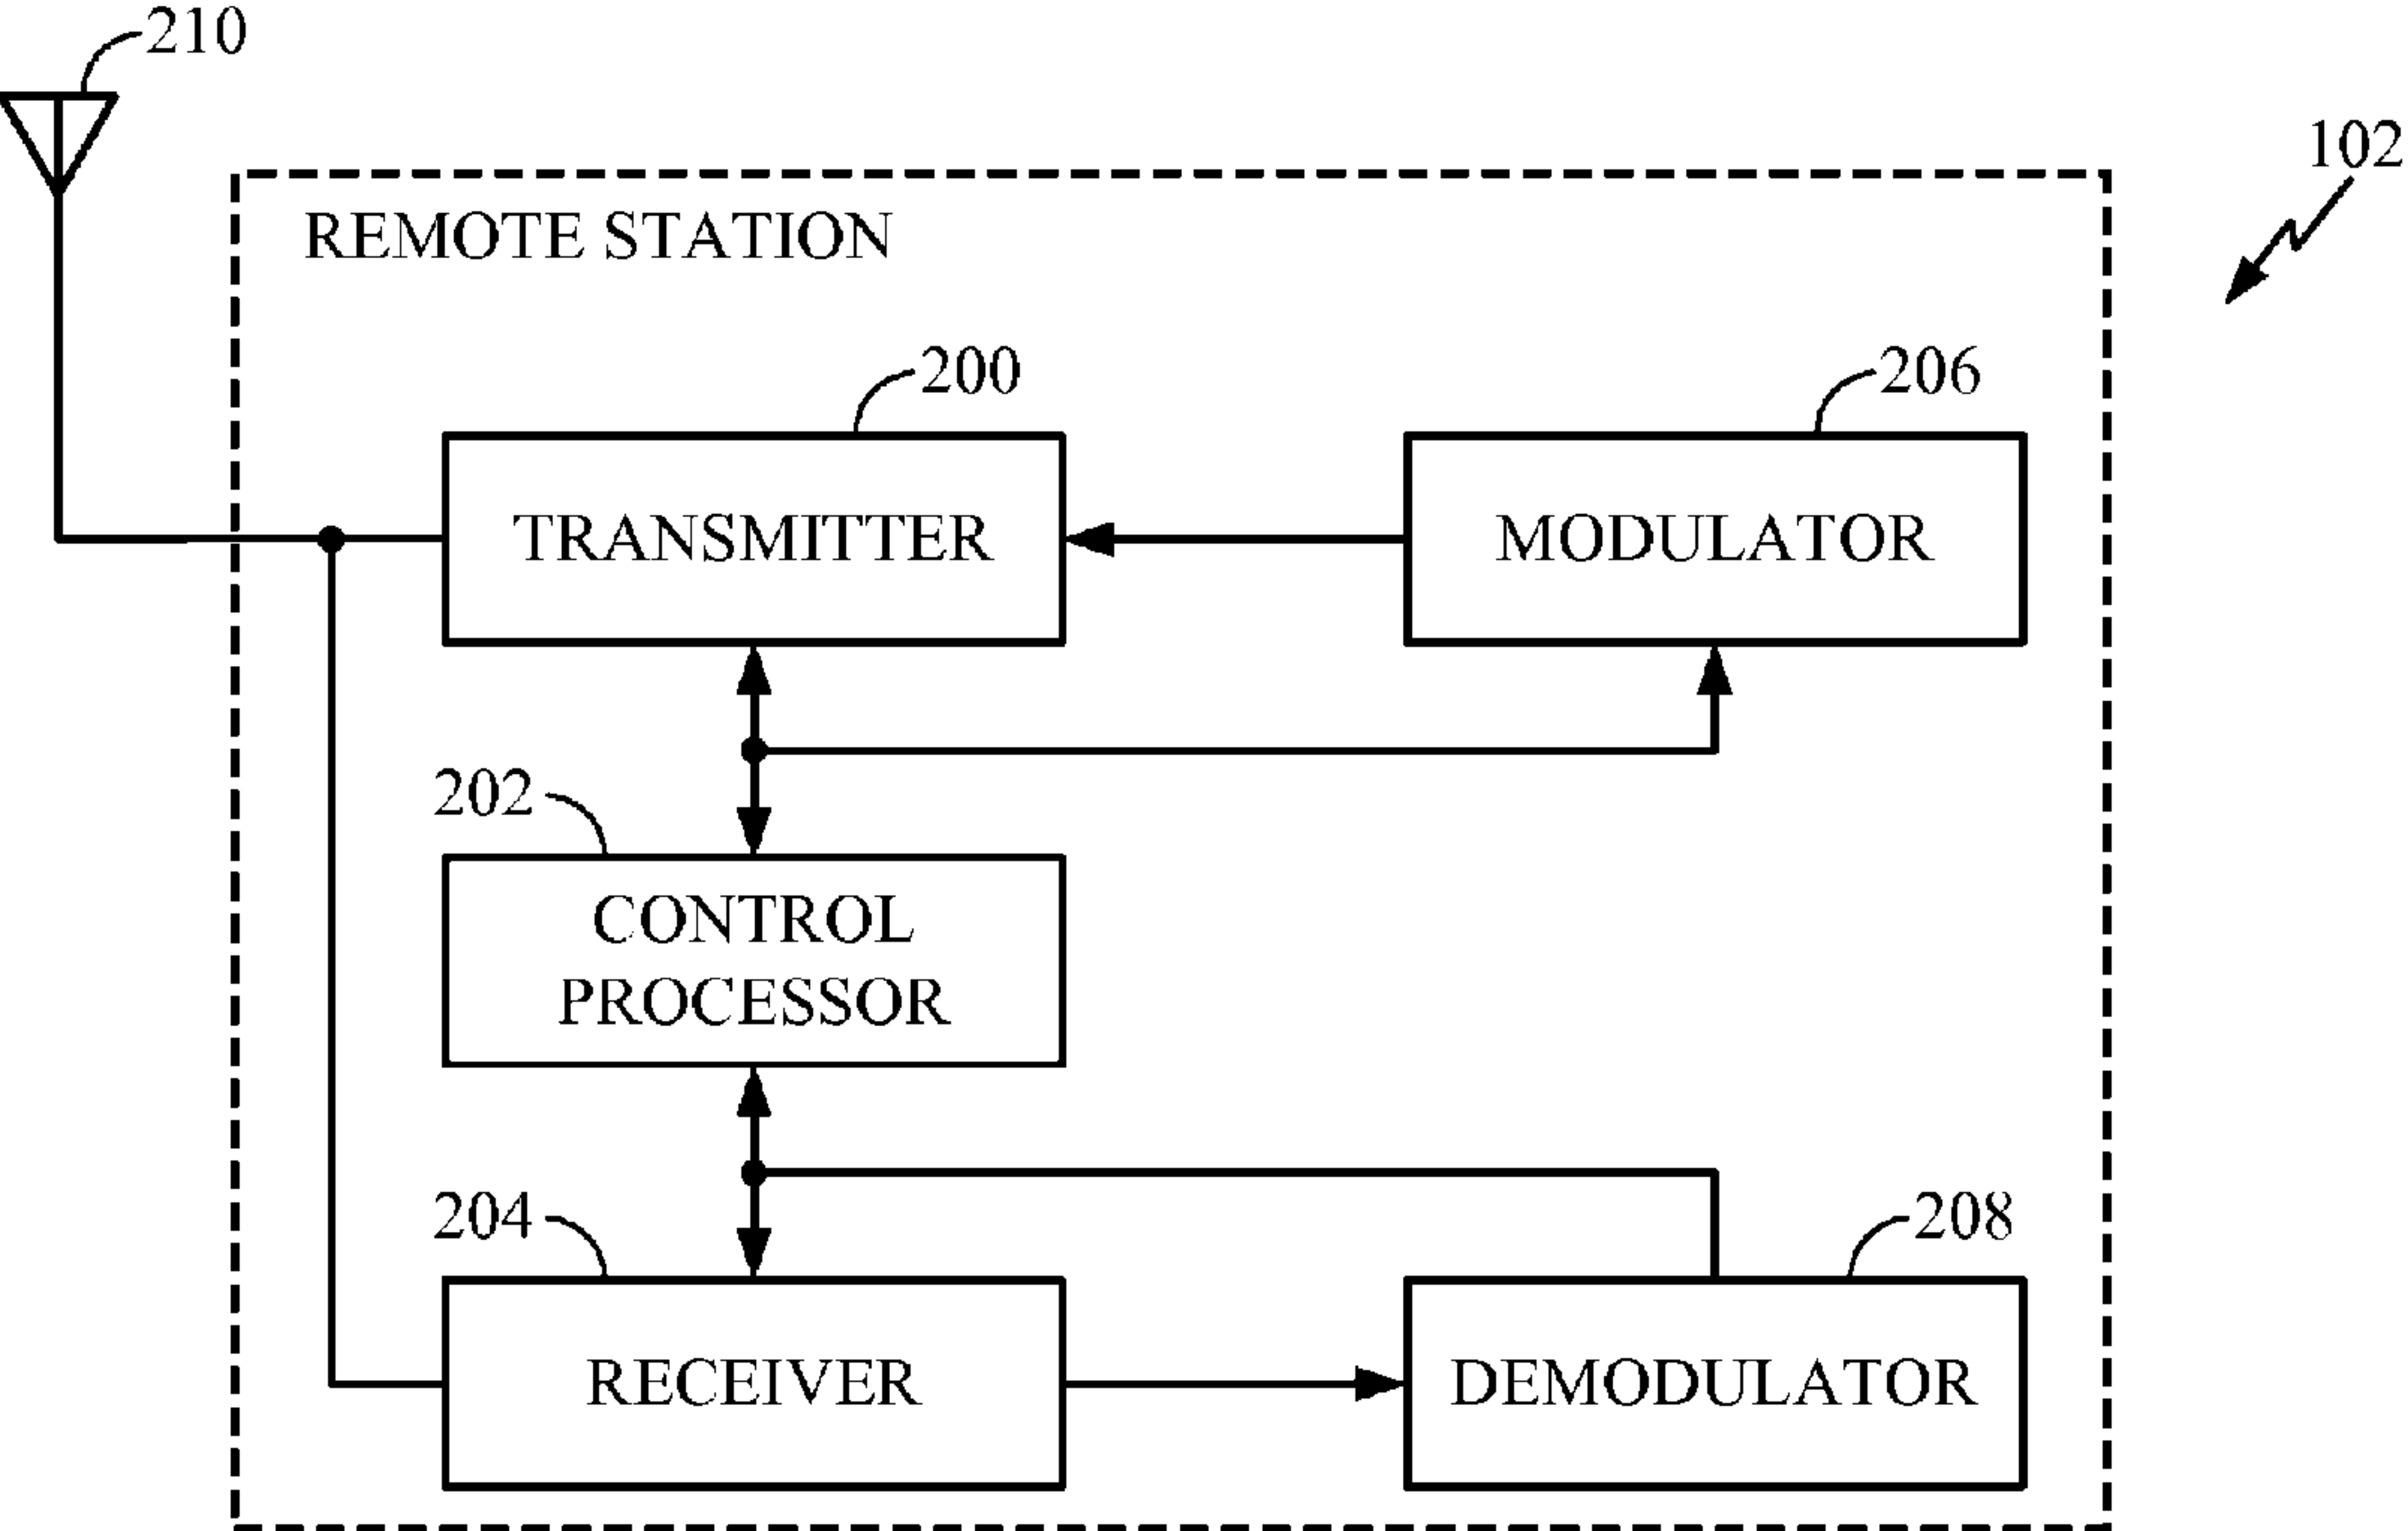 210
102
REMOTE STATION
200
206
TRANSMITTER
MODULATOR
202
CONTROL
PROCESSOR
204
208
RECEIVER
DEMODULATOR